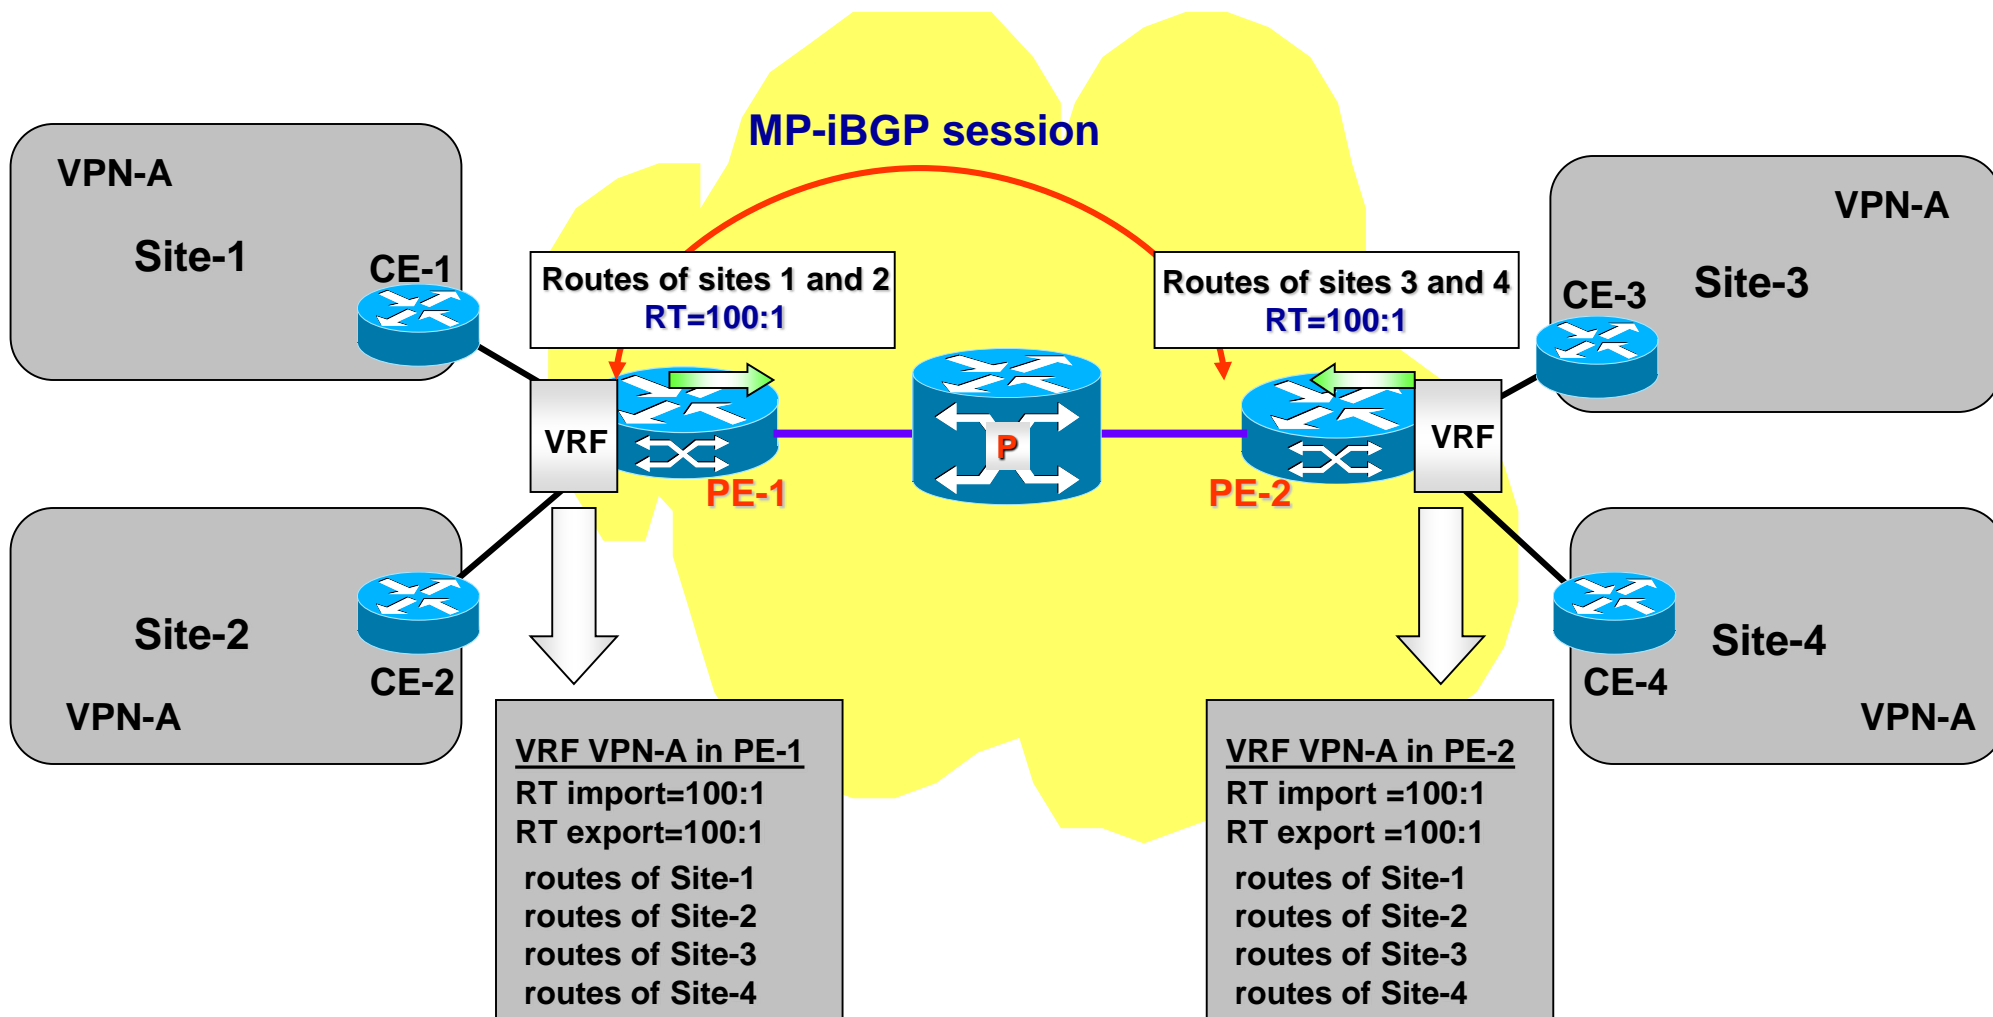 MP-iBGP session
VPN-A
Site-1
CE-1
Routes of sites 1 and 2
RT=100:1
Routes of sites 3 and 4
RT=100:1
VPN-A
Site-3
CE-3
VRF
PE-1
P
PE-2
VRF
Site-2
CE-2
VPN-A
Site-4
CE-4
VPN-A
VRF VPN-A in PE-1
RT import=100:1
RT export=100:1
routes of Site-1
routes of Site-2
routes of Site-3
routes of Site-4
VRF VPN-A in PE-2
RT import =100:1
RT export =100:1
routes of Site-1
routes of Site-2
routes of Site-3
routes of Site-4